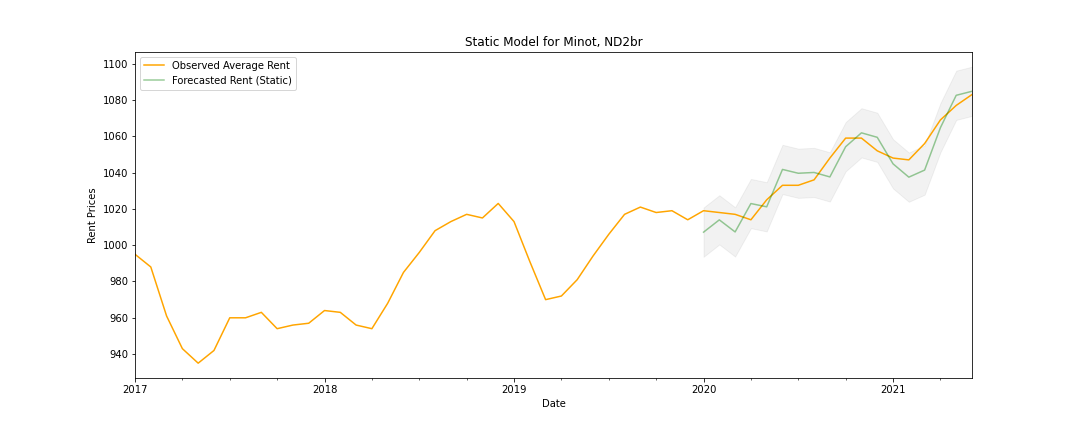 Static Model for Minot, ND2br
Observed Average Rent
Forecasted Rent (Static)
Rent Prices
1100
1080
1060
1040
1020
1000
980
960
940
2017
2018
2019
2020
2021
Date